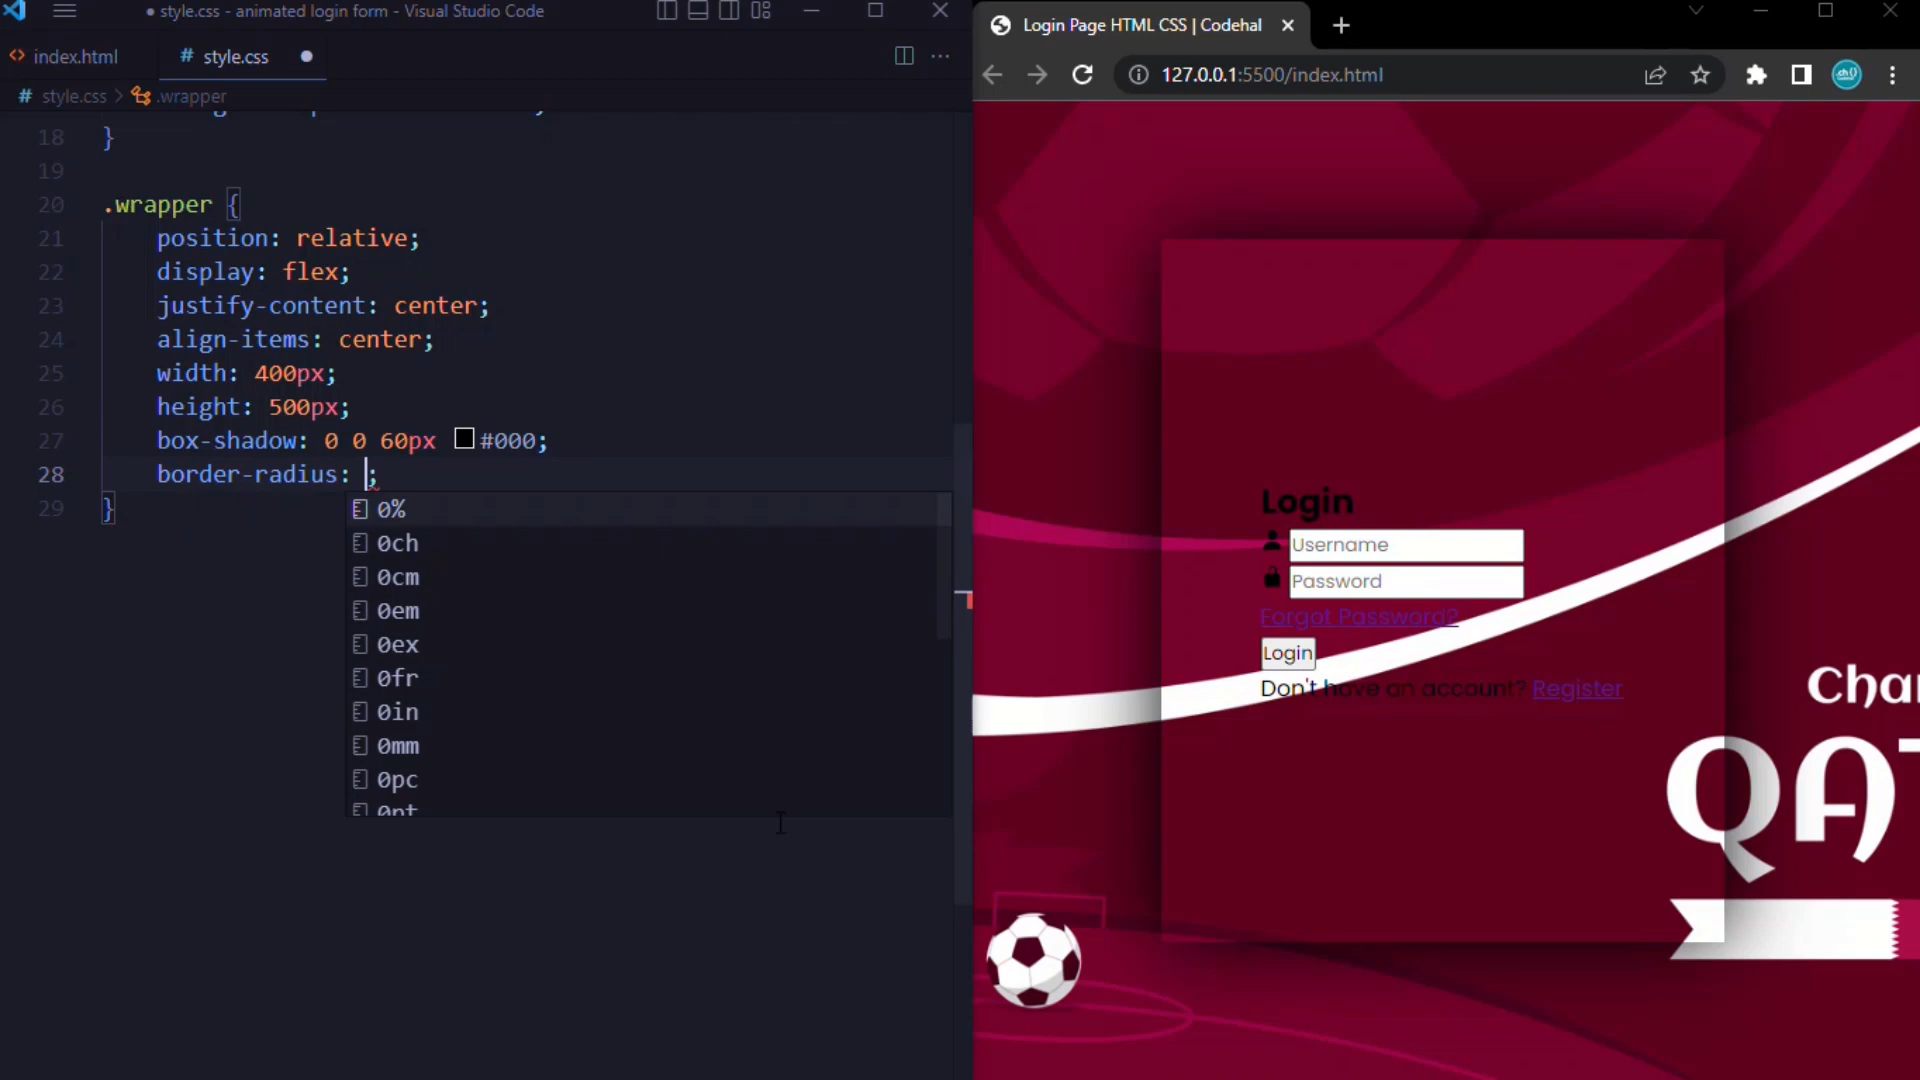 ● style.css - animated login form - Visual Studio Code
index.html
# style.css ●
# style.css > .wrapper
18 }
19
20 .wrapper {
21 position: relative;
22 display: flex;
23 justify-content: center;
24 align-items: center;
25 width: 400px;
26 height: 500px;
27 box-shadow: 0 0 60px #000;
28 border-radius: ;
29 }
0%
0ch
0cm
0em
0ex
0fr
0in
0mm
0pc
0pt
Login Page HTML CSS | Codehal
127.0.0.1:5500/index.html
Login
Username
Password
Forgot Password?
Login
Don't have an account? Register
QAT